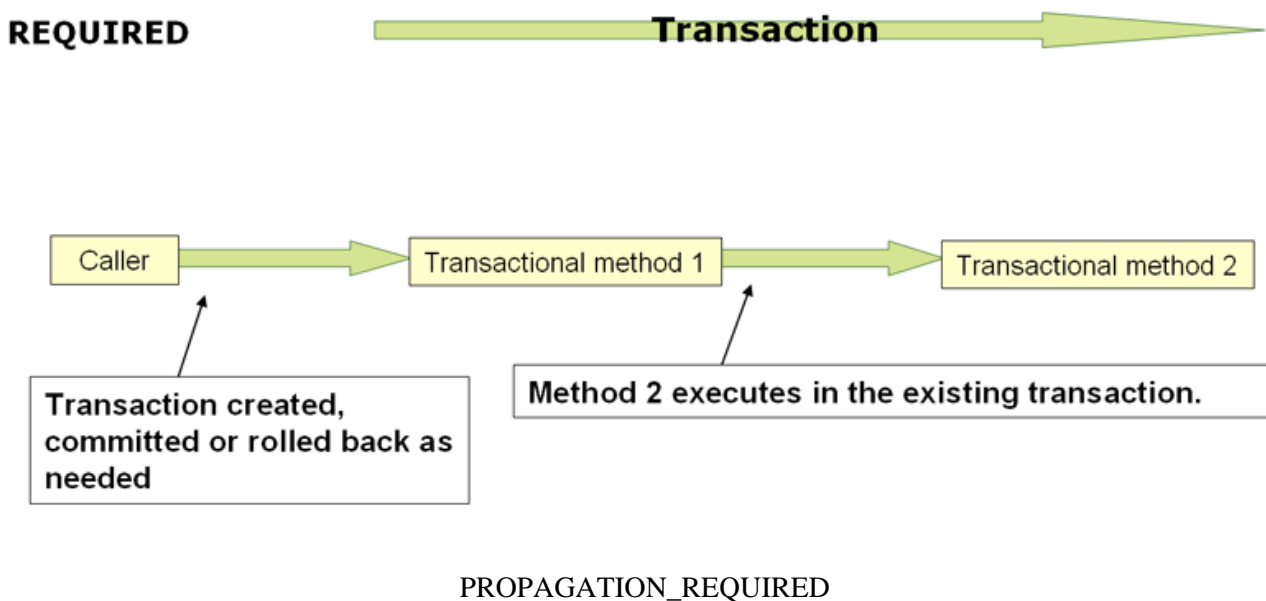 REQUIRED
Transaction
Caller
Transactional method 1
Transactional method 2
Transaction created,
committed or rolled back as
needed
Method 2 executes in the existing transaction.
PROPAGATION_REQUIRED